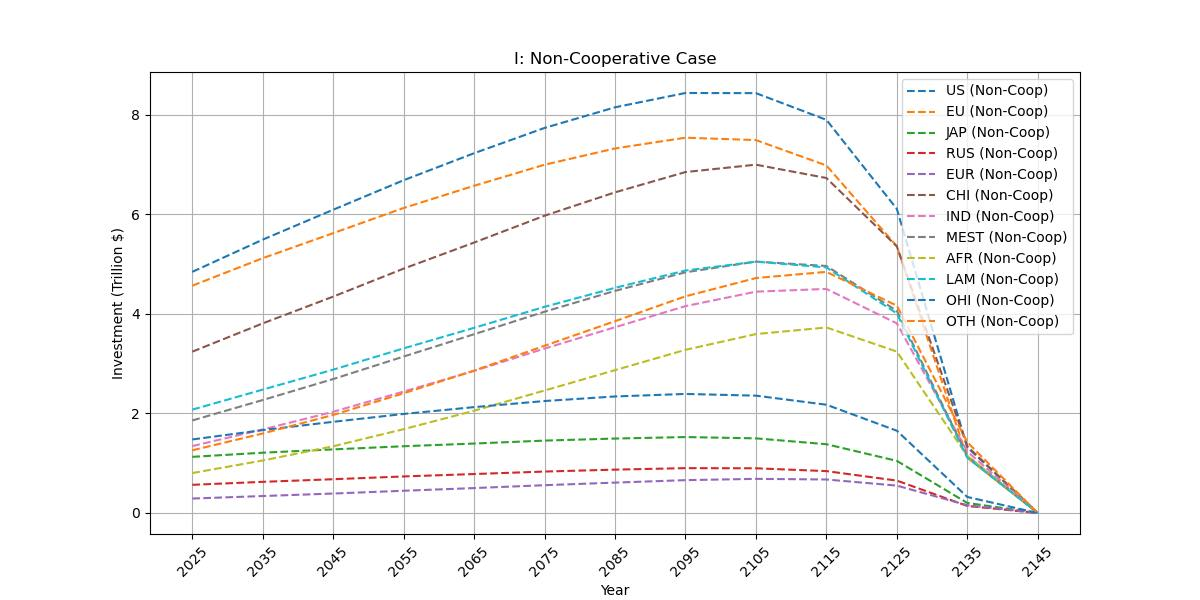 I: Non-Cooperative Case
Investment (Trillion $)
8
6
4
2
0
US (Non-Coop)
EU (Non-Coop)
JAP (Non-Coop)
RUS (Non-Coop)
EUR (Non-Coop)
CHI (Non-Coop)
IND (Non-Coop)
MEST (Non-Coop)
AFR (Non-Coop)
LAM (Non-Coop)
OHI (Non-Coop)
OTH (Non-Coop)
2025 2035 2045 2055 2065 2075 2085 2095 2105 2115 2125 2135 2145
Year